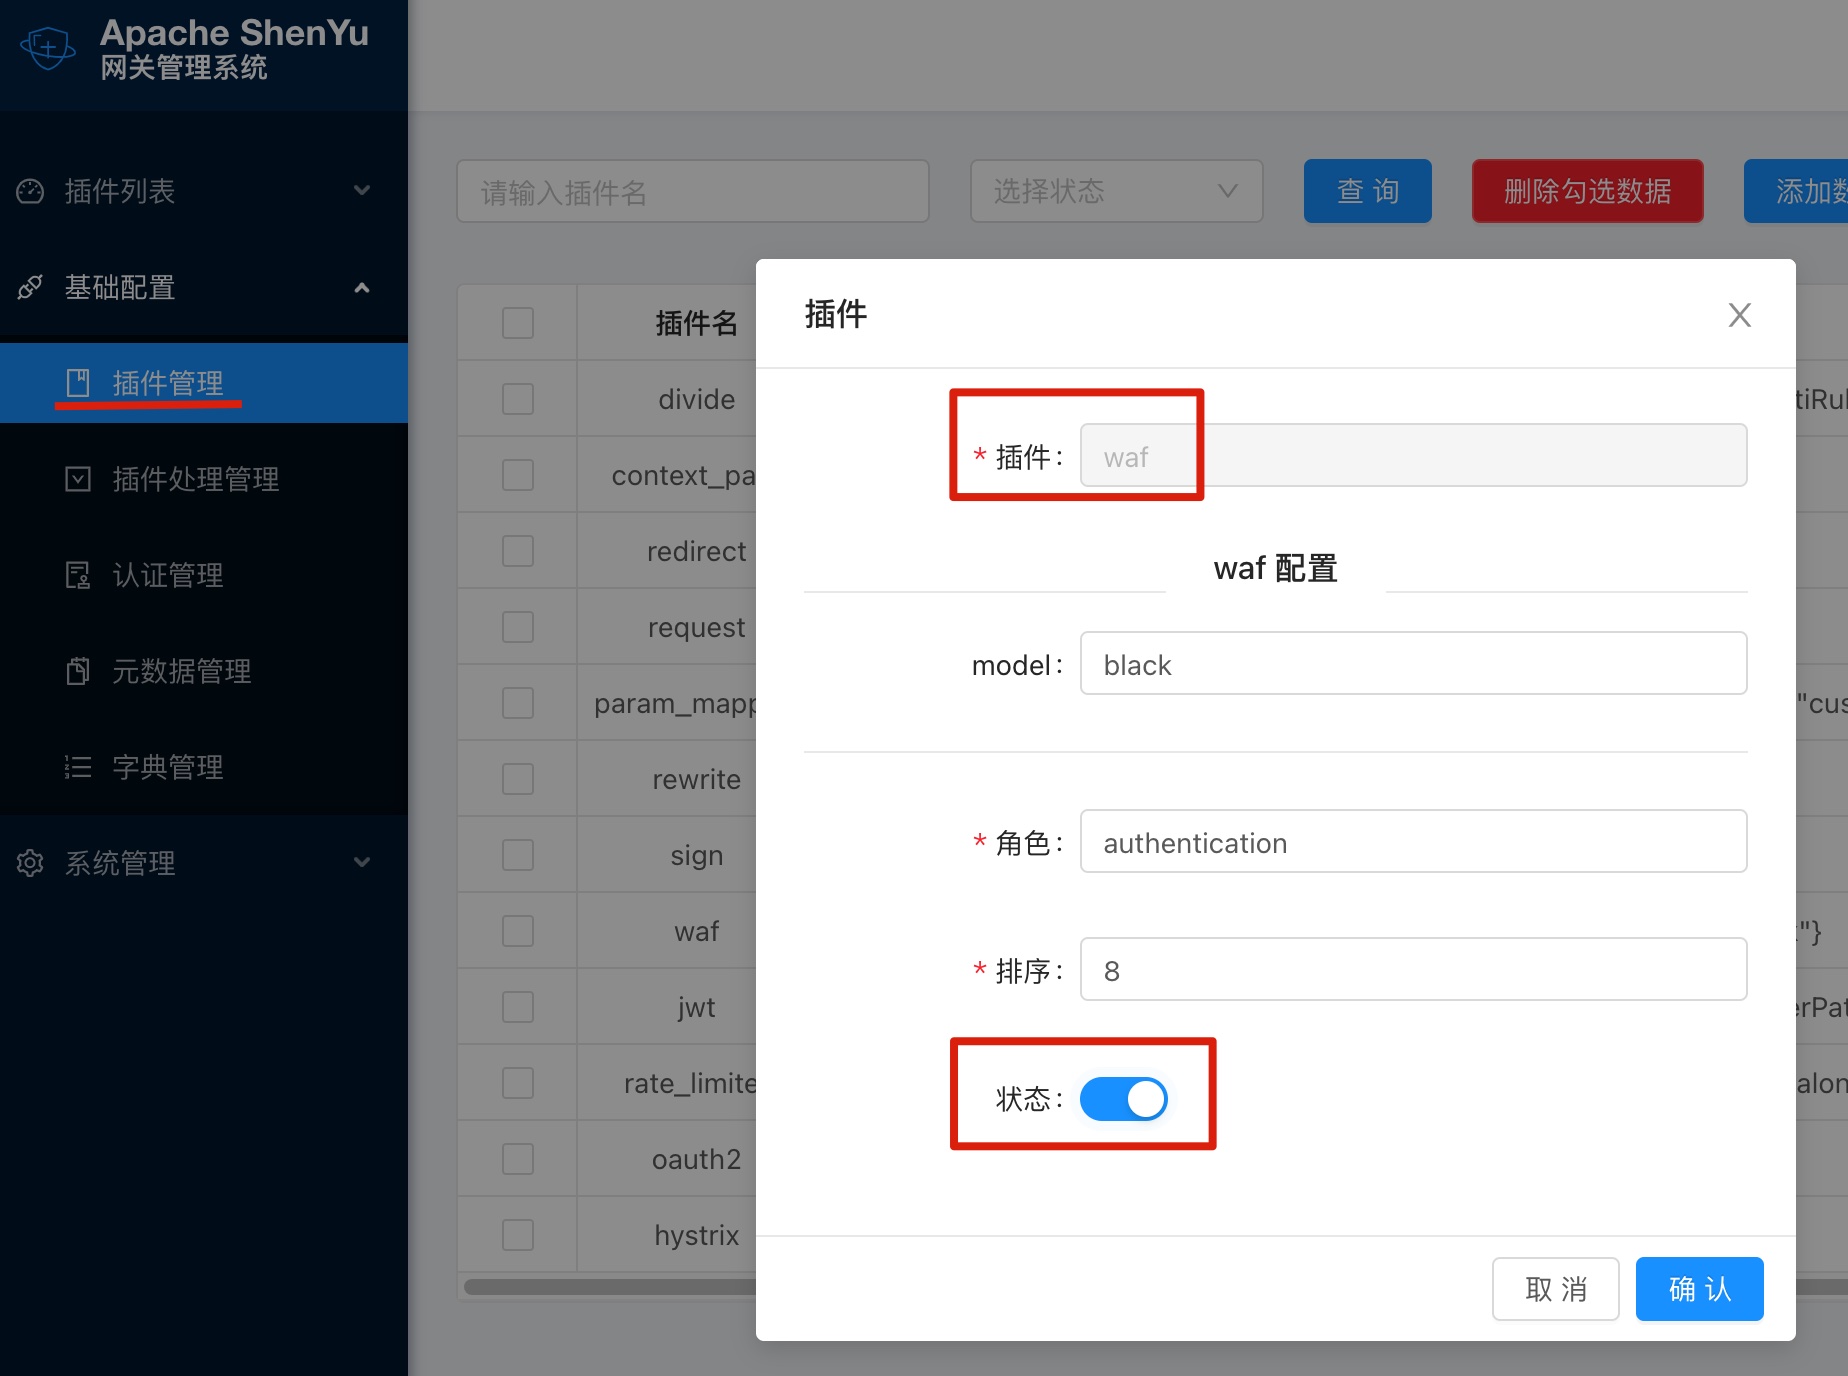 Apache ShenYu
网关管理系统
插件列表
基础配置
插件管理
插件处理管理
认证管理
元数据管理
字典管理
系统管理
请输入插件名
选择状态
查 询
删除勾选数据
添加
插件名
divide
context_pa
redirect
request
param_mapp
rewrite
sign
waf
jwt
rate_limite
oauth2
hystrix
插件
* 插件:
waf
waf 配置
model:
black
* 角色:
authentication
* 排序:
8
状态:
取 消
确 认
tiRul
"cus
"}
erPat
alon